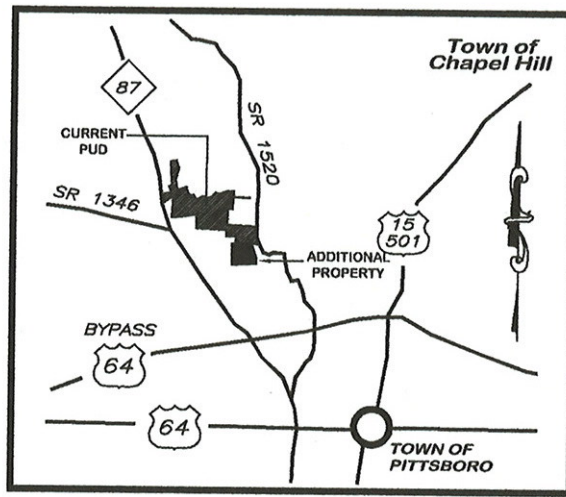 Town of
Chapel Hill
87
CURRENT
PUD
SR 1520
SR 1346
15
501
ADDITIONAL
PROPERTY
BYPASS
64
64
TOWN OF
PITTSBORO